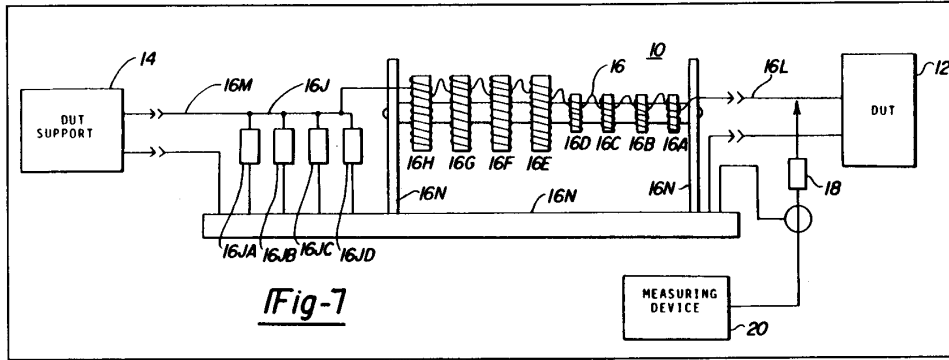 14
DUT
SUPPORT
16M
16J
10
16
16L
12
DUT
16H
16G
16F
16E
16D
16C
16B
16A
16N
16N
16N
18
16JA
16JB
16JC
16JD
Fig-7
MEASURING
DEVICE
20